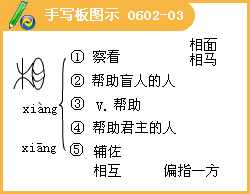 手写板图示 0602-03
相
xiàng
xiāng
① 察看
相面
相马
② 帮助盲人的人
③ v. 帮助
④ 帮助君主的人
⑤ 辅佐
相互 偏指一方